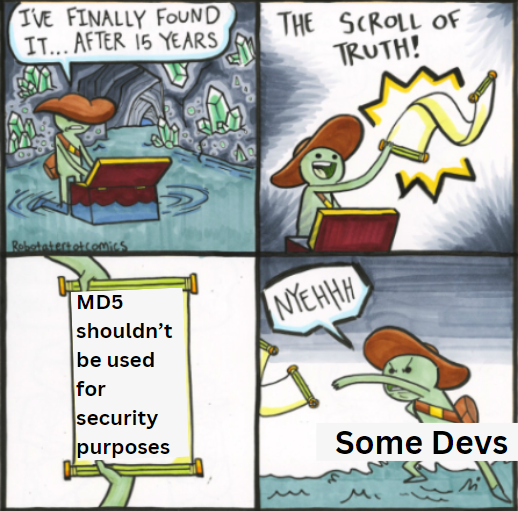 I'VE FINALLY FOUND
IT... AFTER 15 YEARS
THE SCROLL OF
TRUTH!
Robotatertotcomics
MD5
shouldn't
be used
for
security
purposes
NYEHHH
Some Devs